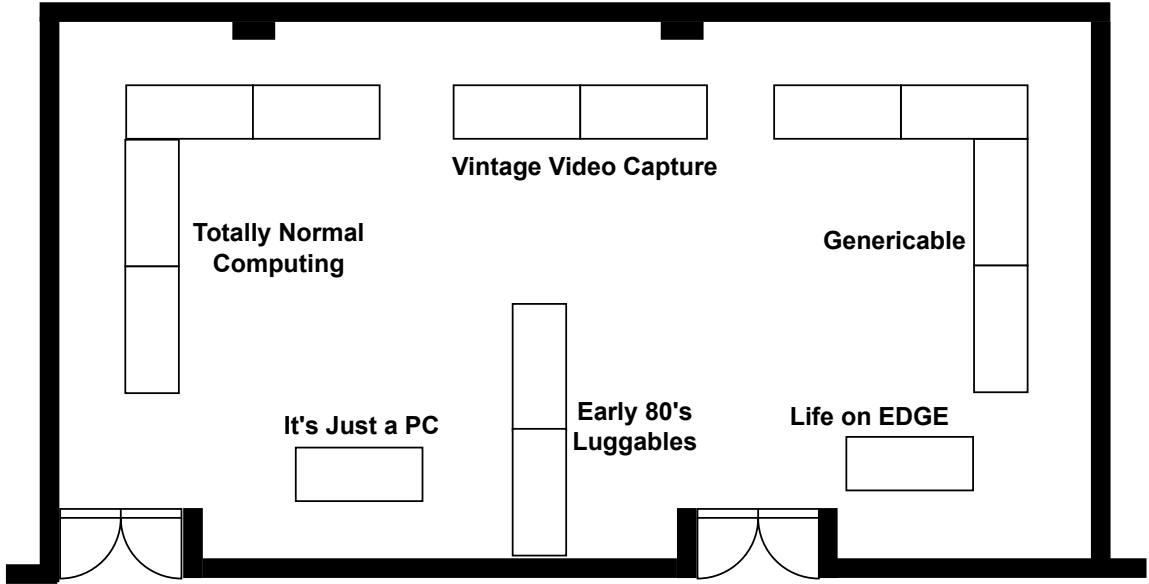 Vintage Video Capture
Totally Normal
Computing
Genericable
It's Just a PC
Early 80's
Luggables
Life on EDGE